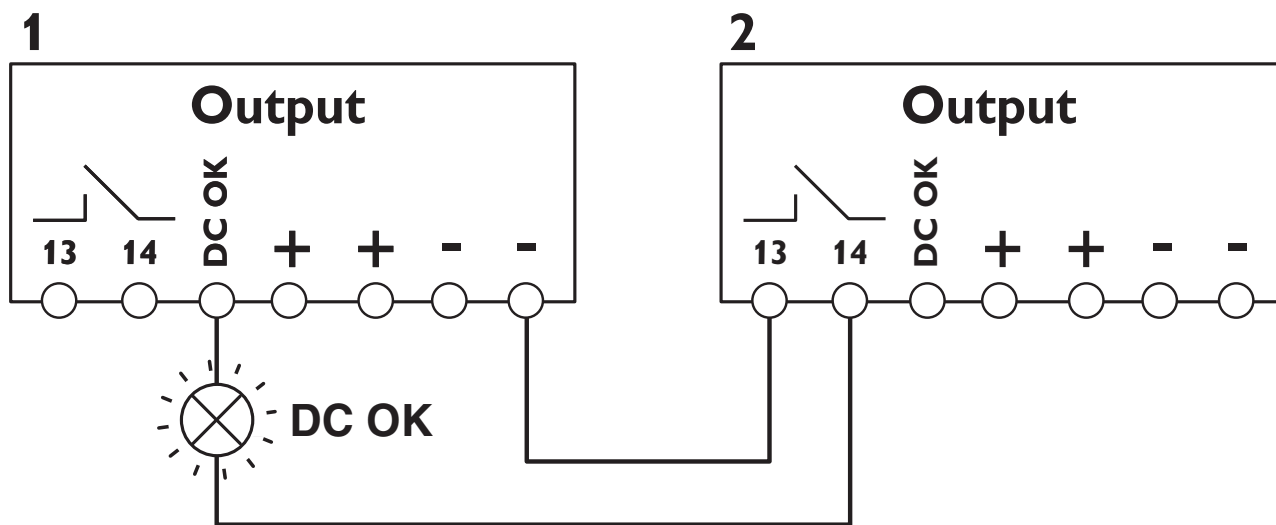 1
Output
13 14 DC OK + + - -
2
Output
13 14 DC OK + + - -
DC OK